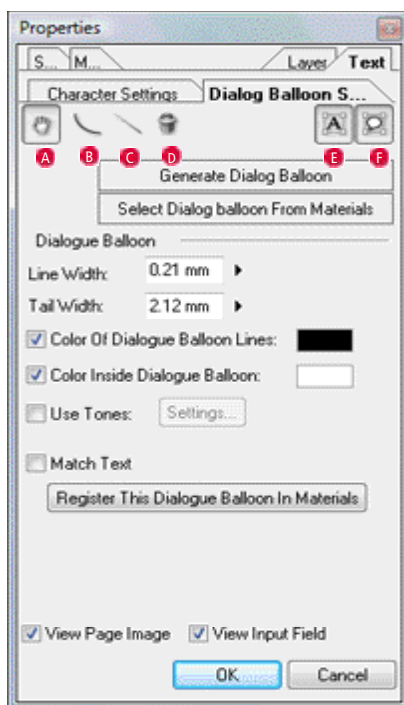 Properties
S... M... Layer Text
Character Settings Dialog Balloon S...
A B C D E F
Generate Dialog Balloon
Select Dialog balloon From Materials
Dialogue Balloon
Line Width: 0.21 mm
Tail Width: 2.12 mm
Color Of Dialogue Balloon Lines:
Color Inside Dialogue Balloon:
Use Tones: Settings...
Match Text
Register This Dialogue Balloon In Materials
View Page Image View Input Field
OK Cancel